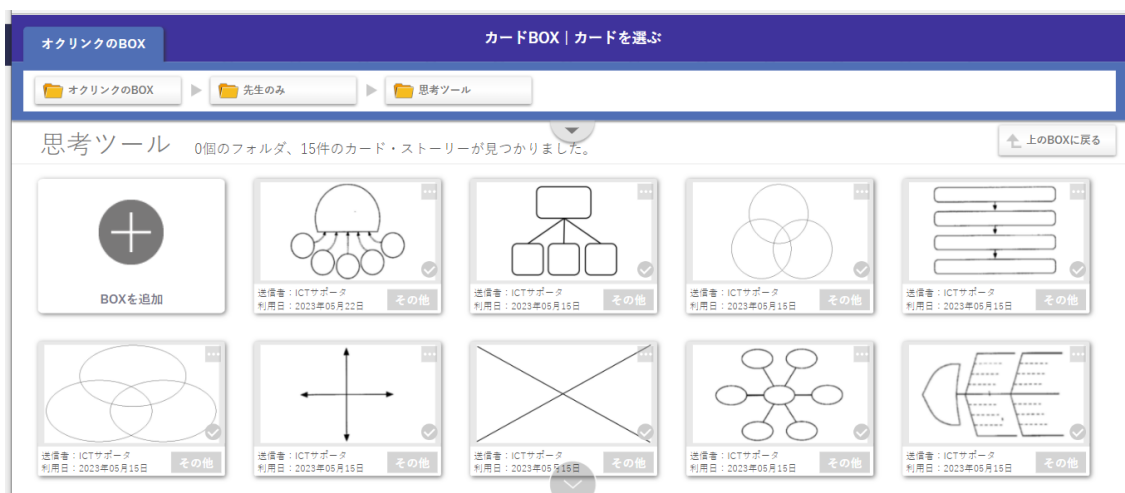 オクリンクのBOX
カードBOX | カードを選ぶ
オクリンクのBOX
先生のみ
思考ツール
思考ツール
0個のフォルダ、15件のカード・ストーリーが見つかりました。
上のBOXに戻る
BOXを追加
送信者：ICTサポータ
利用日：2023年05月22日
その他
送信者：ICTサポータ
利用日：2023年05月15日
その他
送信者：ICTサポータ
利用日：2023年05月15日
その他
送信者：ICTサポータ
利用日：2023年05月15日
その他
送信者：ICTサポータ
利用日：2023年05月15日
その他
送信者：ICTサポータ
利用日：2023年05月15日
その他
送信者：ICTサポータ
利用日：2023年05月15日
その他
送信者：ICTサポータ
利用日：2023年05月15日
その他
送信者：ICTサポータ
利用日：2023年05月15日
その他